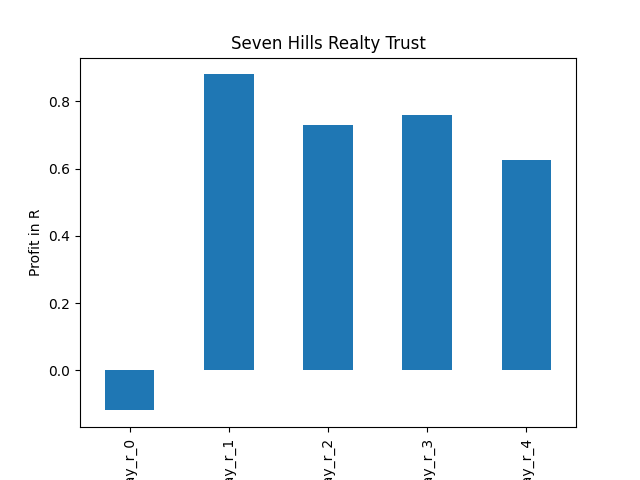 Seven Hills Realty Trust
Profit in R
0.8
0.6
0.4
0.2
0.0
ay_r_0
ay_r_1
ay_r_2
ay_r_3
ay_r_4